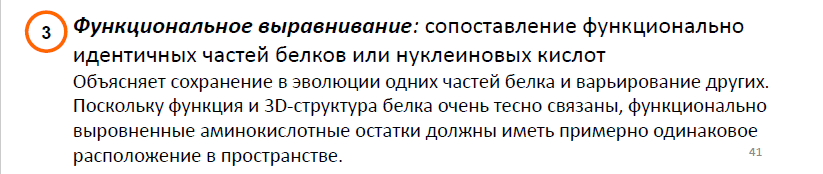 3 Функциональное выравнивание: сопоставление функционально
идентичных частей белков или нуклеиновых кислот
Объясняет сохранение в эволюции одних частей белка и варьирование других.
Поскольку функция и 3D-структура белка очень тесно связаны, функционально
выровненные аминокислотные остатки должны иметь примерно одинаковое
расположение в пространстве.
41